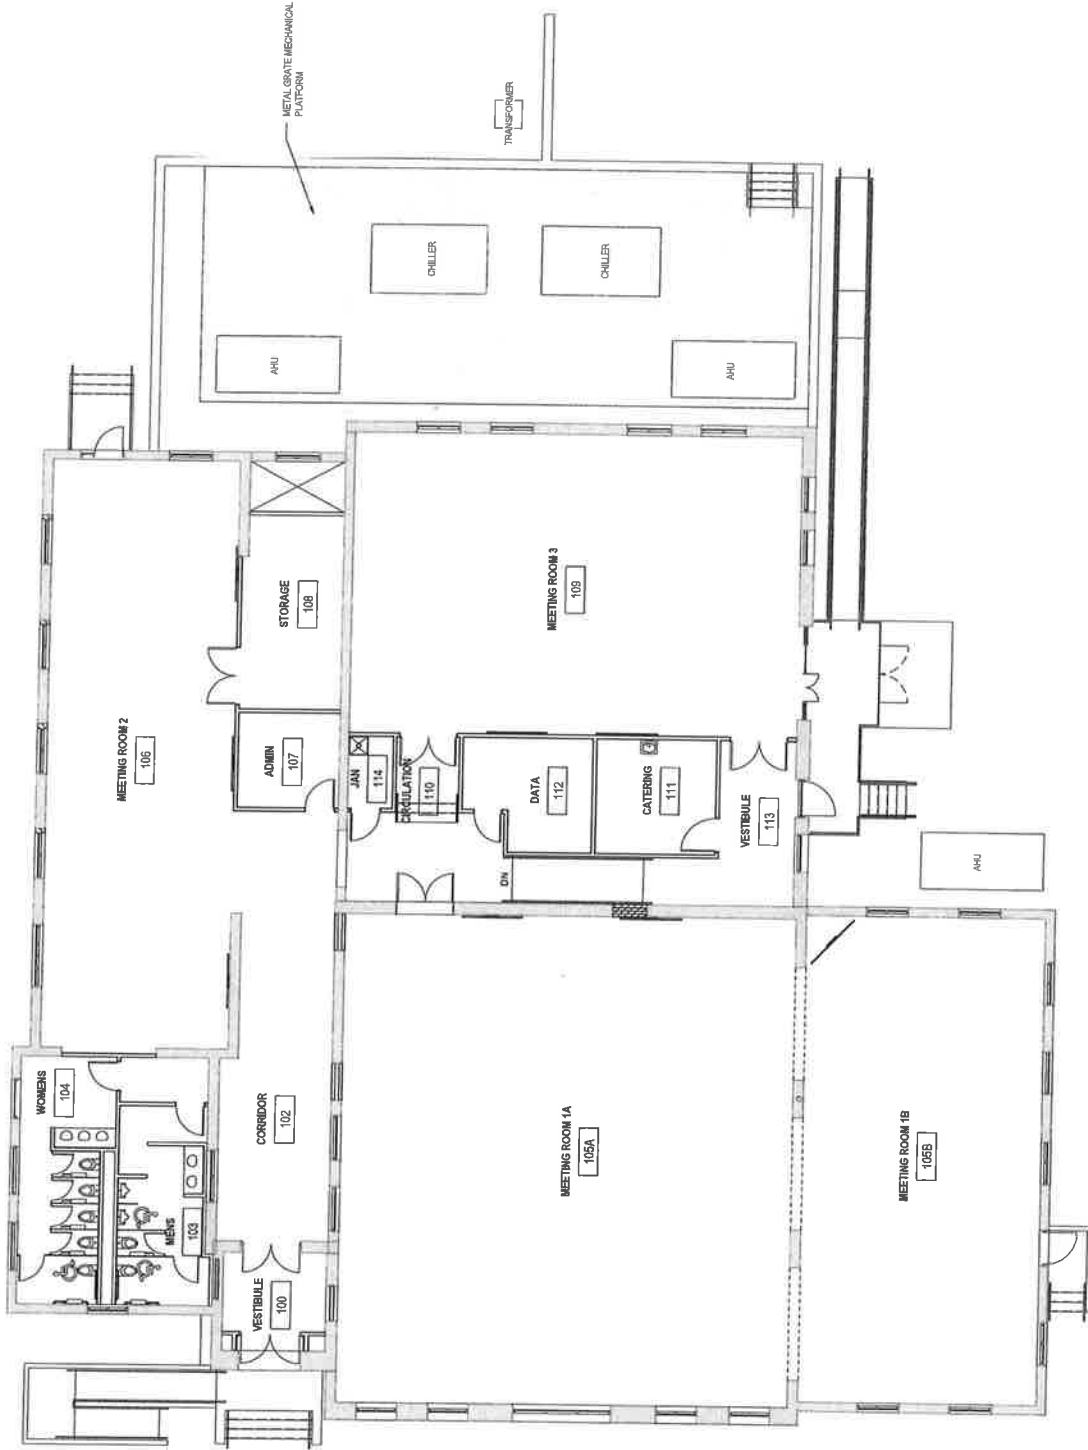 METAL GRATE MECHANICAL
PLATFORM
TRANSFORMER
CHILLER
CHILLER
AHU
AHU
MEETING ROOM 2
106
STORAGE
108
ADMIN
107
MEETING ROOM 3
109
JAN
114
CIRCULATION
110
DATA
112
CATERING
111
VESTIBULE
113
DN
AHU
WOMENS
104
MENS
103
CORRIDOR
102
VESTIBULE
100
MEETING ROOM 1A
105A
MEETING ROOM 1B
105B